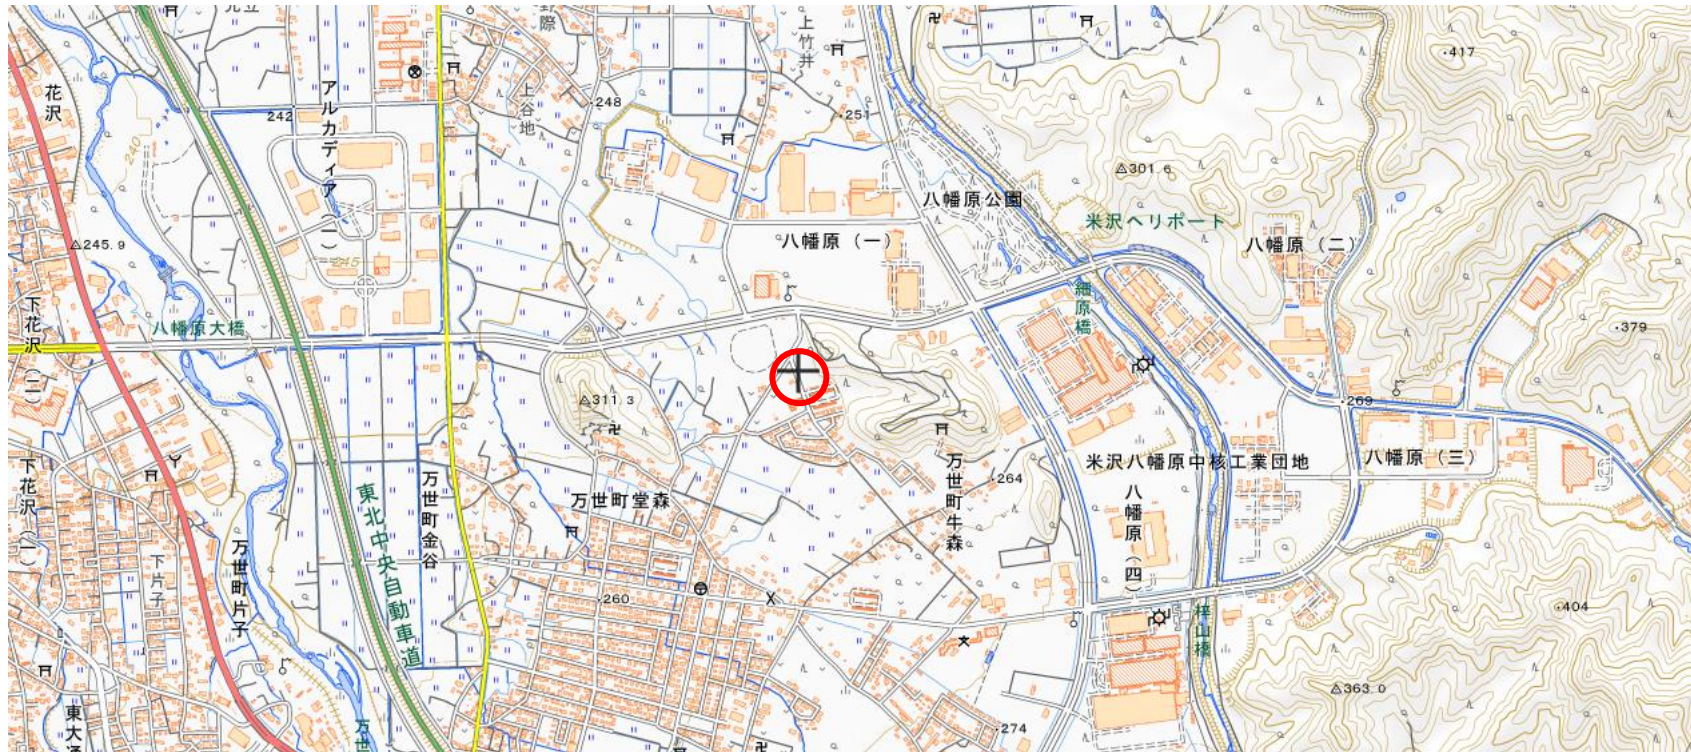 花沢
242
アルカディア（一）
上谷地
248
上竹井
251
417
240
245.9
245
八幡原大橋
下花沢（二）
下花沢（一）
八幡原（一）
八幡原公園
301.6
米沢ヘリポート
八幡原（二）
細原橋
379
300
269
311.3
万世町堂森
万世町牛森
264
米沢八幡原中核工業団地
八幡原（三）
八幡原（四）
東北中央自動車道
万世町金谷
万世町片子
下片子
260
梓山橋
404
363.0
274
東大通
万世